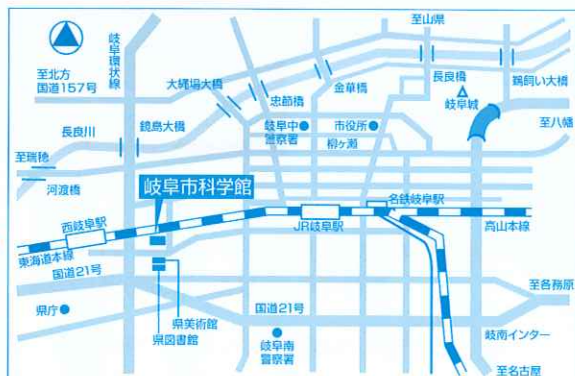 至山県
岐阜環状線
至北方
国道157号
大縄場大橋
忠節橋
金華橋
長良橋
鵜飼い大橋
岐阜城
長良川
鏡島大橋
岐阜中
警察署
市役所
柳ヶ瀬
至八幡
至瑞穂
河渡橋
岐阜市科学館
名鉄岐阜駅
西岐阜駅
JR岐阜駅
高山本線
東海道本線
国道21号
至各務原
県庁
県美術館
県図書館
国道21号
岐阜南
警察署
岐南インター
至名古屋